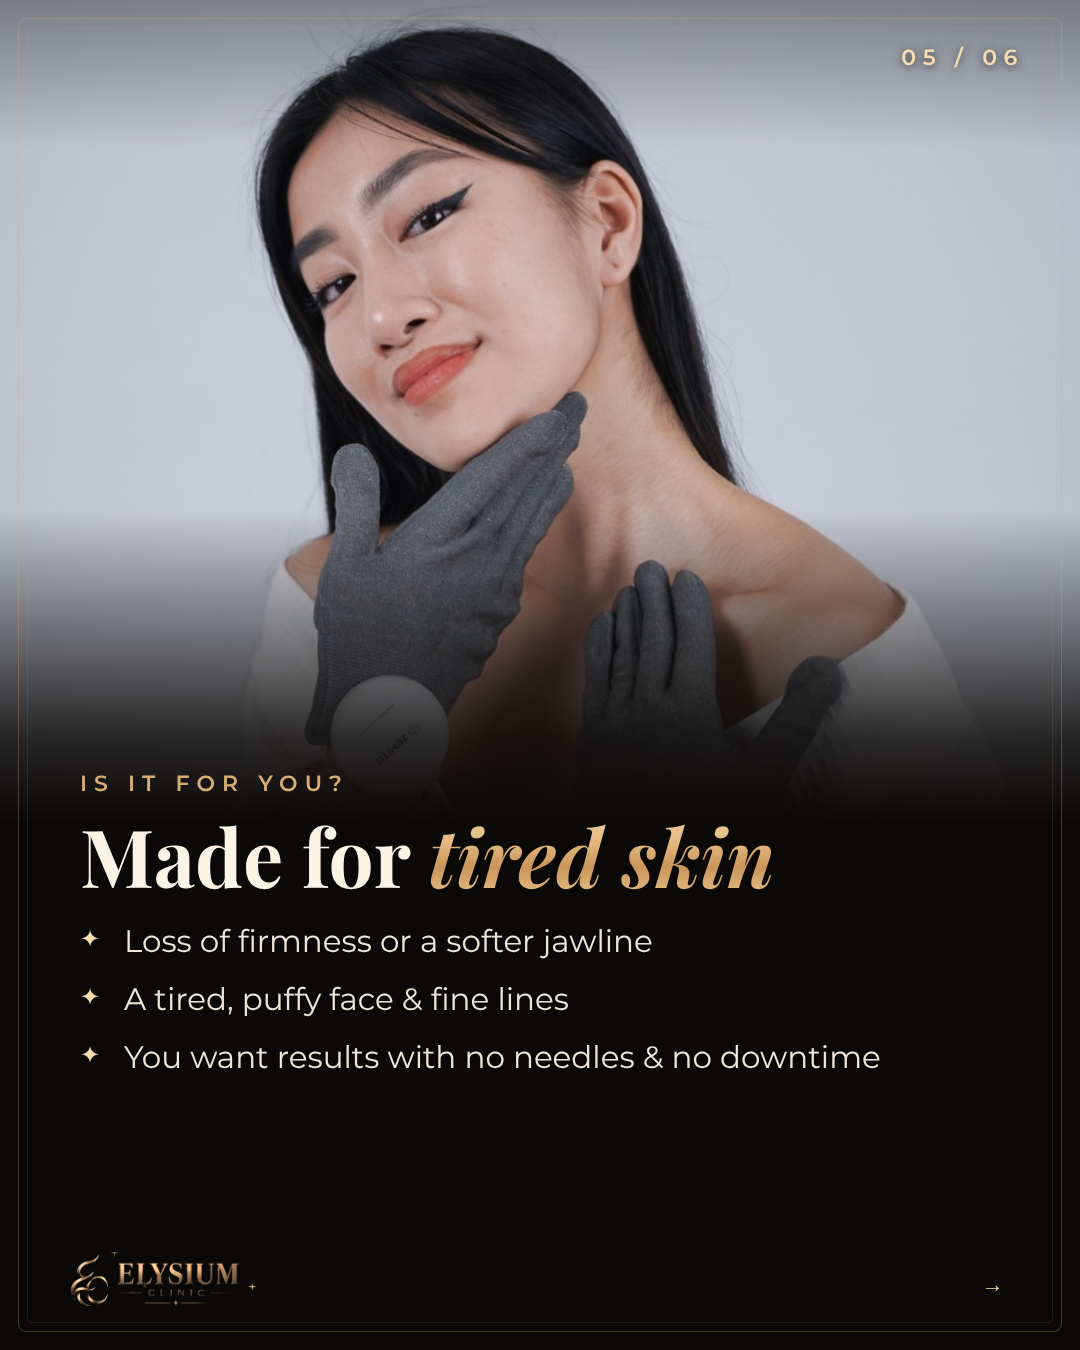 05 / 06
IS IT FOR YOU?
Made for tired skin
Loss of firmness or a softer jawline
A tired, puffy face & fine lines
You want results with no needles & no downtime
ELYSIUM
CLINIC
→